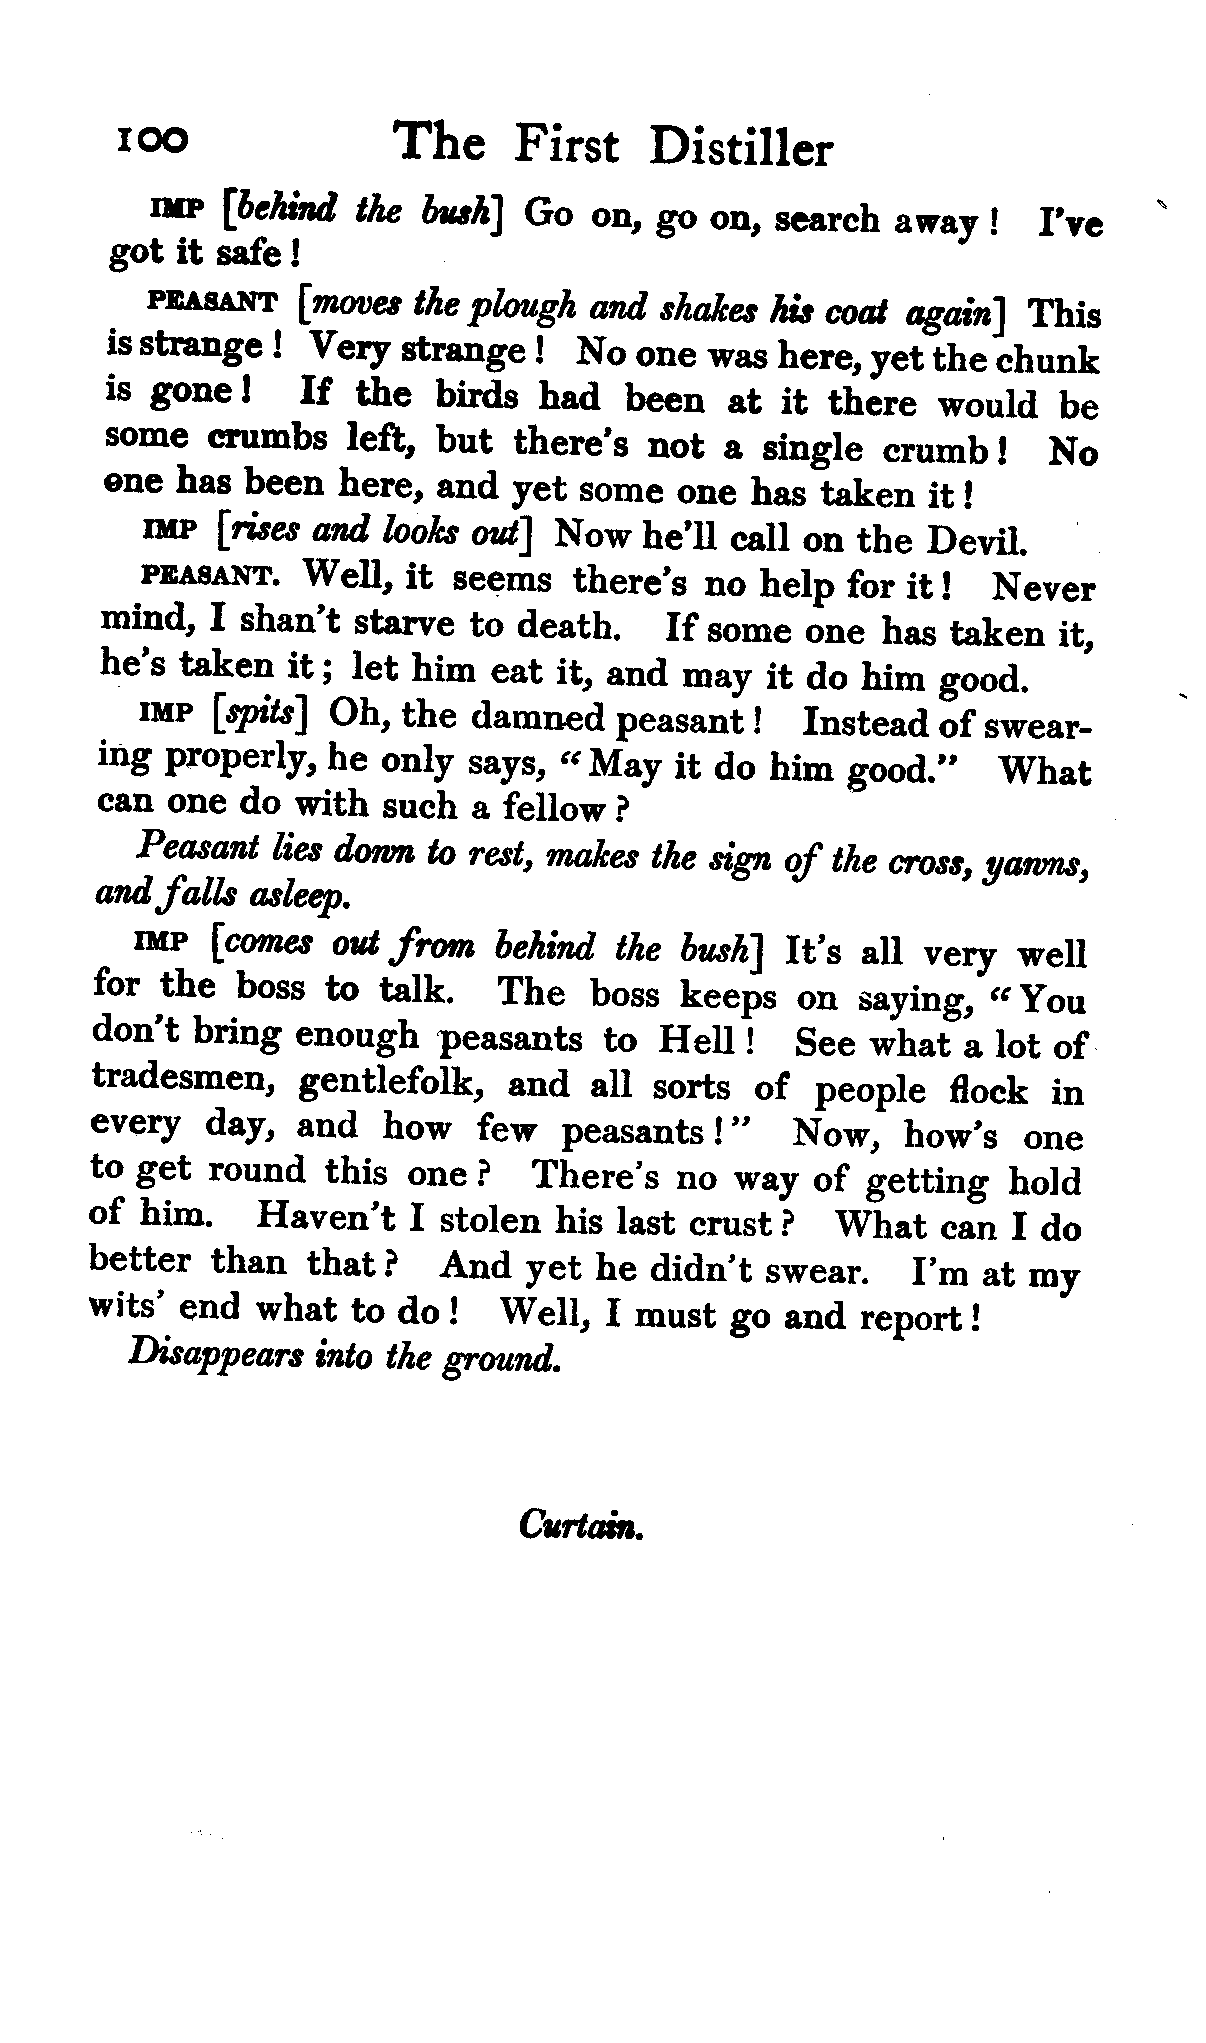 100 The First Distiller
IMP [behind the bush] Go on, go on, search away! I've
got it safe!
PEASANT [moves the plough and shakes his coat again] This
is strange! Very strange! No one was here, yet the chunk
is gone! If the birds had been at it there would be
some crumbs left, but there's not a single crumb! No
one has been here, and yet some one has taken it!
IMP [rises and looks out] Now he'll call on the Devil.
PEASANT. Well, it seems there's no help for it! Never
mind, I shan't starve to death. If some one has taken it,
he's taken it; let him eat it, and may it do him good.
IMP [spits] Oh, the damned peasant! Instead of swear-
ing properly, he only says, "May it do him good." What
can one do with such a fellow?
Peasant lies down to rest, makes the sign of the cross, yawns,
and falls asleep.
IMP [comes out from behind the bush] It's all very well
for the boss to talk. The boss keeps on saying, "You
don't bring enough peasants to Hell! See what a lot of
tradesmen, gentlefolk, and all sorts of people flock in
every day, and how few peasants!" Now, how's one
to get round this one? There's no way of getting hold
of him. Haven't I stolen his last crust? What can I do
better than that? And yet he didn't swear. I'm at my
wits' end what to do! Well, I must go and report!
Disappears into the ground.
Curtain.